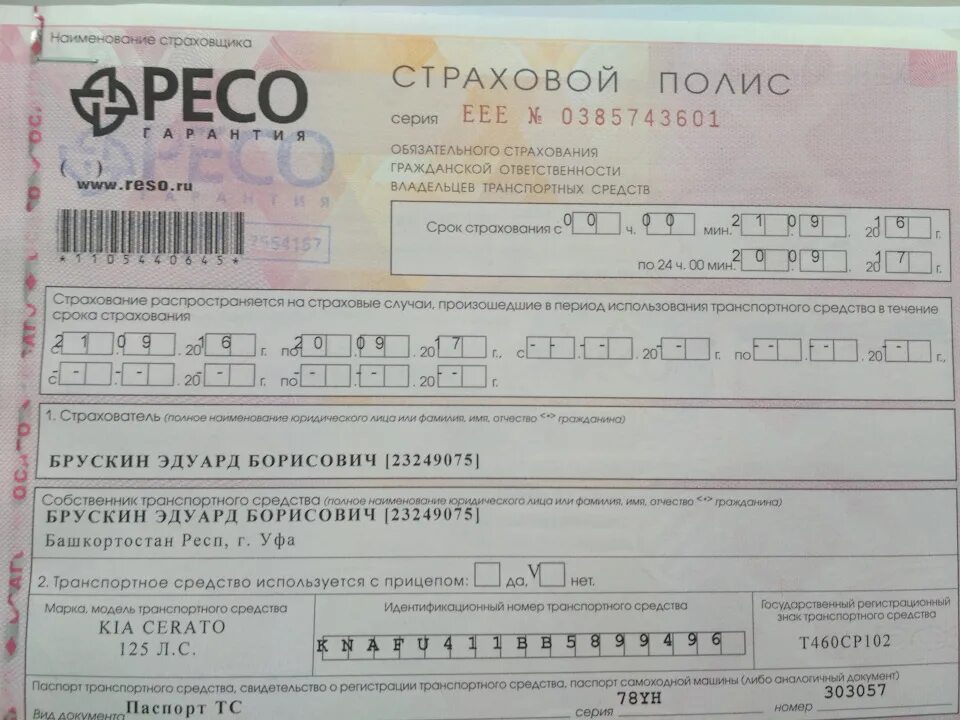 Наименование страховщика
РЕСО
ГАРАНТИЯ
( )
www.reso.ru
*1105440645*
СТРАХОВОЙ ПОЛИС
серия ЕЕЕ № 0385743601
ОБЯЗАТЕЛЬНОГО СТРАХОВАНИЯ
ГРАЖДАНСКОЙ ОТВЕТСТВЕННОСТИ
ВЛАДЕЛЬЦЕВ ТРАНСПОРТНЫХ СРЕДСТВ
Срок страхования с 00 ч. 00 мин. 21 09 2016 г.
по 24 ч. 00 мин. 20 09 2017 г.
Страхование распространяется на страховые случаи, произошедшие в период использования транспортного средства в течение
срока страхования
с 21.09.2016 г. по 20.09.2017 г., с --.--.20-- г. по --.--.20-- г.,
с --.--.20-- г. по --.--.20-- г.
1. Страхователь (полное наименование юридического лица или фамилия, имя, отчество <*> гражданина)
БРУСКИН ЭДУАРД БОРИСОВИЧ [23249075]
Собственник транспортного средства (полное наименование юридического лица или фамилия, имя, отчество <*> гражданина)
БРУСКИН ЭДУАРД БОРИСОВИЧ [23249075]
Башкортостан Респ, г. Уфа
2. Транспортное средство используется с прицепом: да, V нет.
Марка, модель транспортного средства
KIA CERATO
125 Л.С.
Идентификационный номер транспортного средства
KNAFU411BB5899496
Государственный регистрационный
знак транспортного средства
Т460СР102
Паспорт транспортного средства, свидетельство о регистрации транспортного средства, паспорт самоходной машины (либо аналогичный документ)
Вид документа Паспорт ТС серия 78УН номер 303057